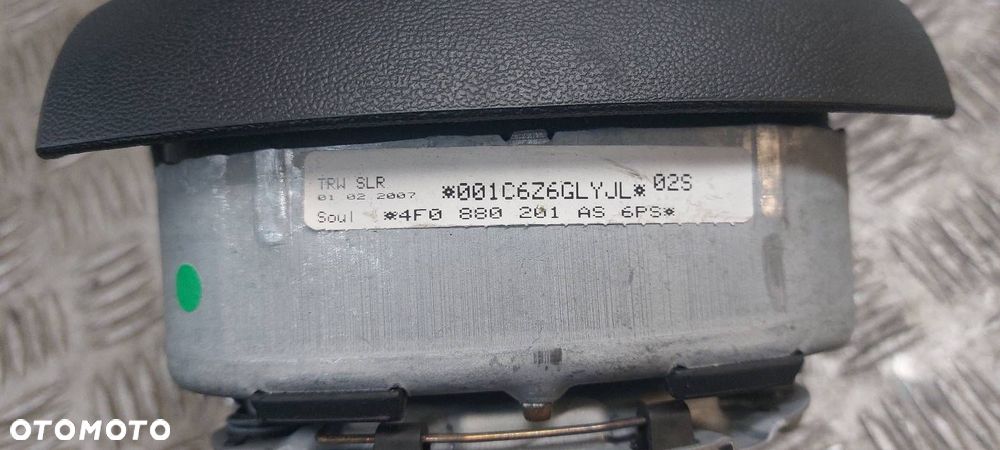 TRW SLR
01 02 2007
*001C6Z6GLYJL* 02S
Soul *4F0 880 201 AS 6PS*
OTOMOTO